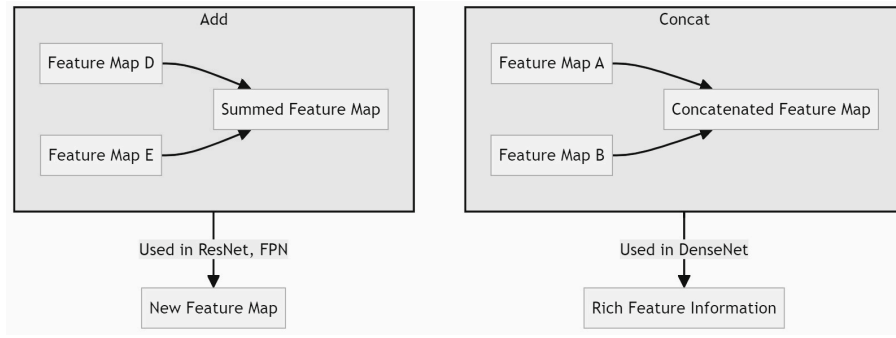 Add
Feature Map D
Summed Feature Map
Feature Map E
Used in ResNet, FPN
New Feature Map
Concat
Feature Map A
Concatenated Feature Map
Feature Map B
Used in DenseNet
Rich Feature Information